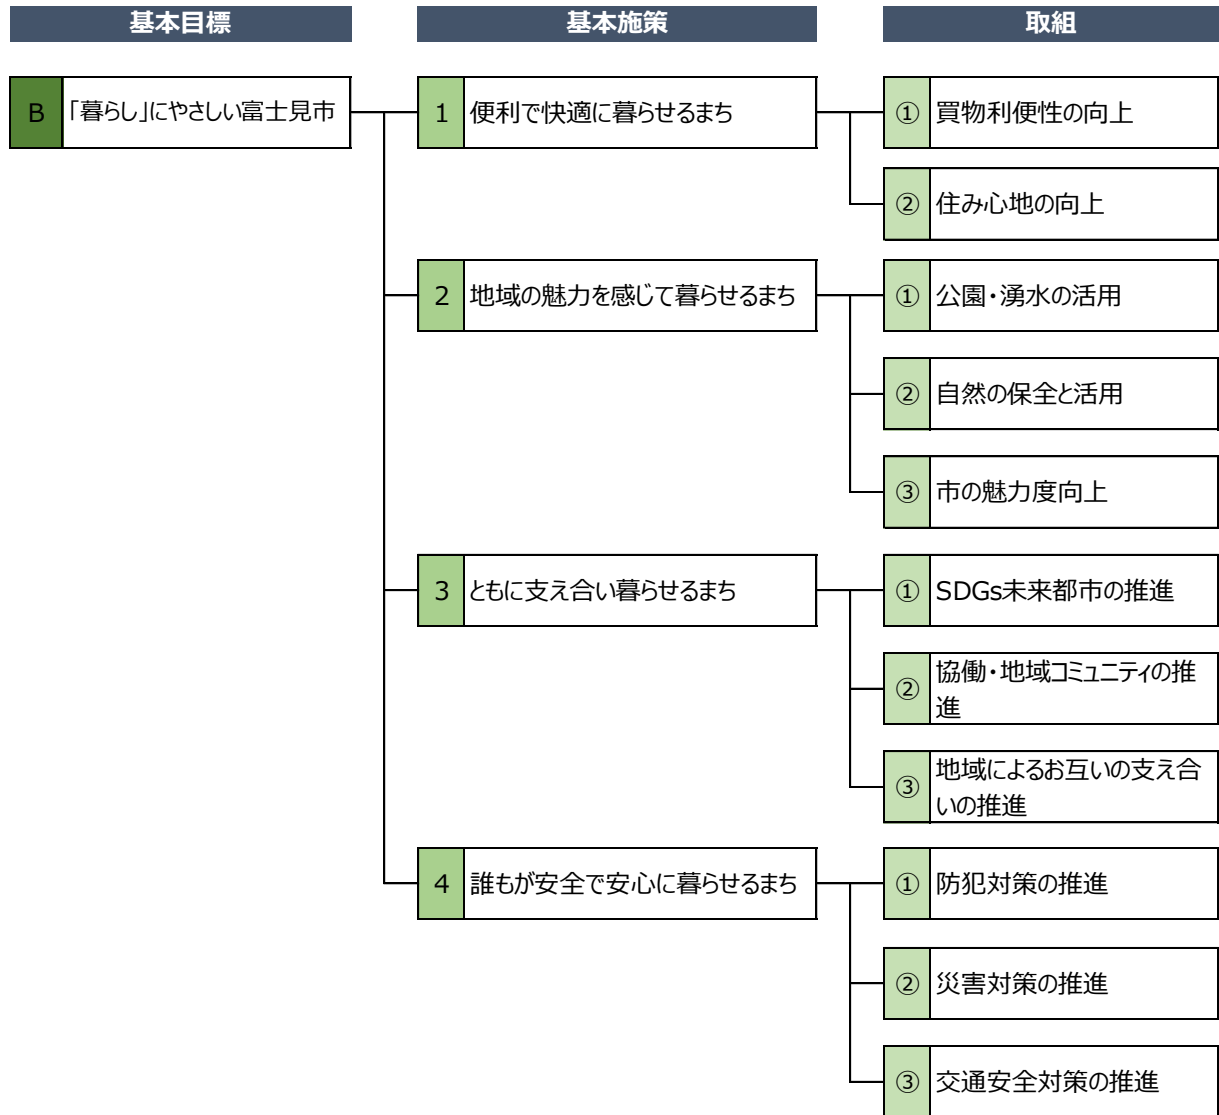 基本目標
基本施策
取組
B 「暮らし」にやさしい富士見市
1 便利で快適に暮らせるまち
① 買物利便性の向上
② 住み心地の向上
2 地域の魅力を感じて暮らせるまち
① 公園・湧水の活用
② 自然の保全と活用
③ 市の魅力度向上
3 ともに支え合い暮らせるまち
① SDGs未来都市の推進
② 協働・地域コミュニティの推
進
③ 地域によるお互いの支え合
いの推進
4 誰もが安全で安心に暮らせるまち
① 防犯対策の推進
② 災害対策の推進
③ 交通安全対策の推進